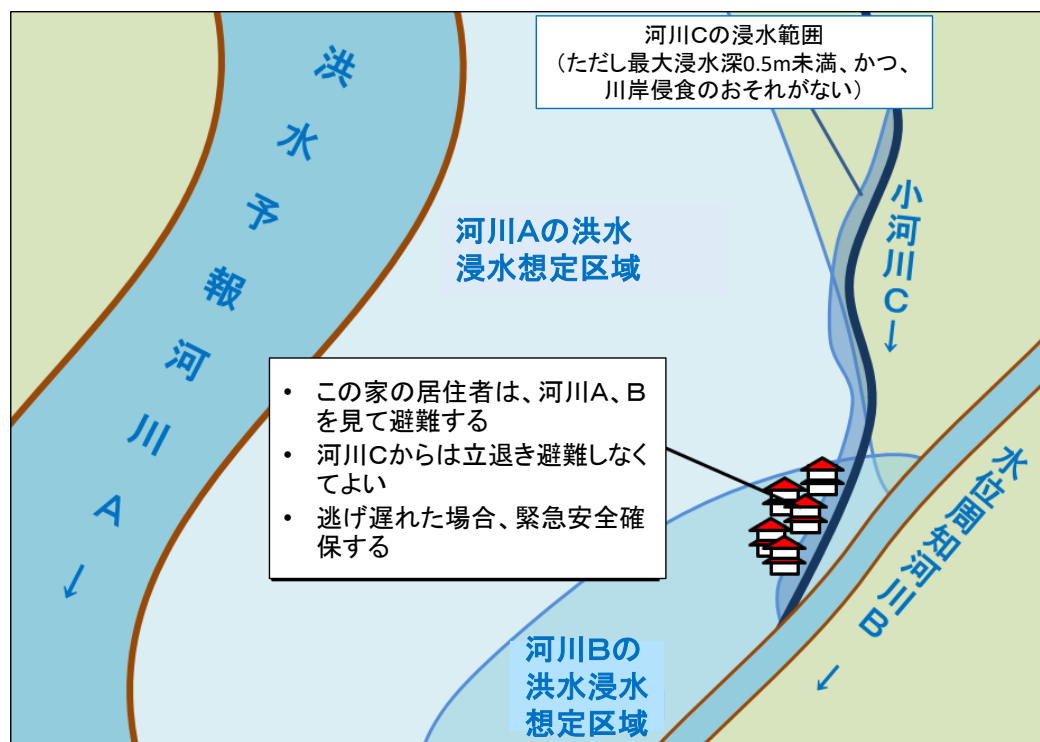 河川Cの浸水範囲
（ただし最大浸水深0.5m未満、かつ、
川岸侵食のおそれがない）
洪水予報河川A
↓
河川Aの洪水
浸水想定区域
小河川C
↓
• この家の居住者は、河川A、B
を見て避難する
• 河川Cからは立退き避難しなく
てよい
• 逃げ遅れた場合、緊急安全確
保する
水位周知河川B
↓
河川Bの
洪水浸水
想定区域